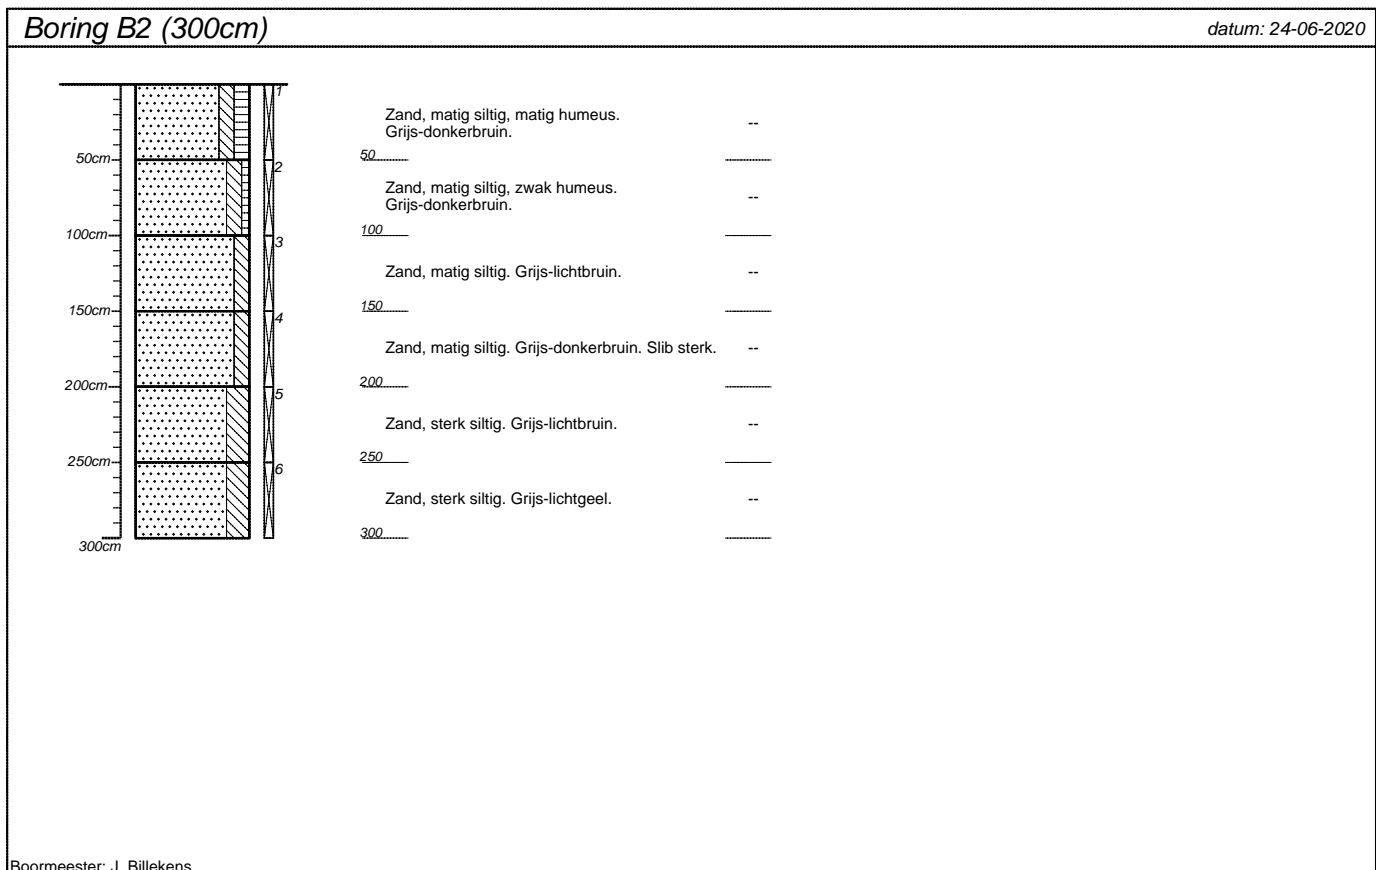 Boring B2 (300cm)
datum: 24-06-2020
1
Zand, matig siltig, matig humeus.
Grijs-donkerbruin.
--
50cm
50
2
Zand, matig siltig, zwak humeus.
Grijs-donkerbruin.
--
100cm
100
3
Zand, matig siltig. Grijs-lichtbruin.
--
150cm
150
4
Zand, matig siltig. Grijs-donkerbruin. Slib sterk.
--
200cm
200
5
Zand, sterk siltig. Grijs-lichtbruin.
--
250cm
250
6
Zand, sterk siltig. Grijs-lichtgeel.
--
300cm
300
Boormeester: J. Billekens